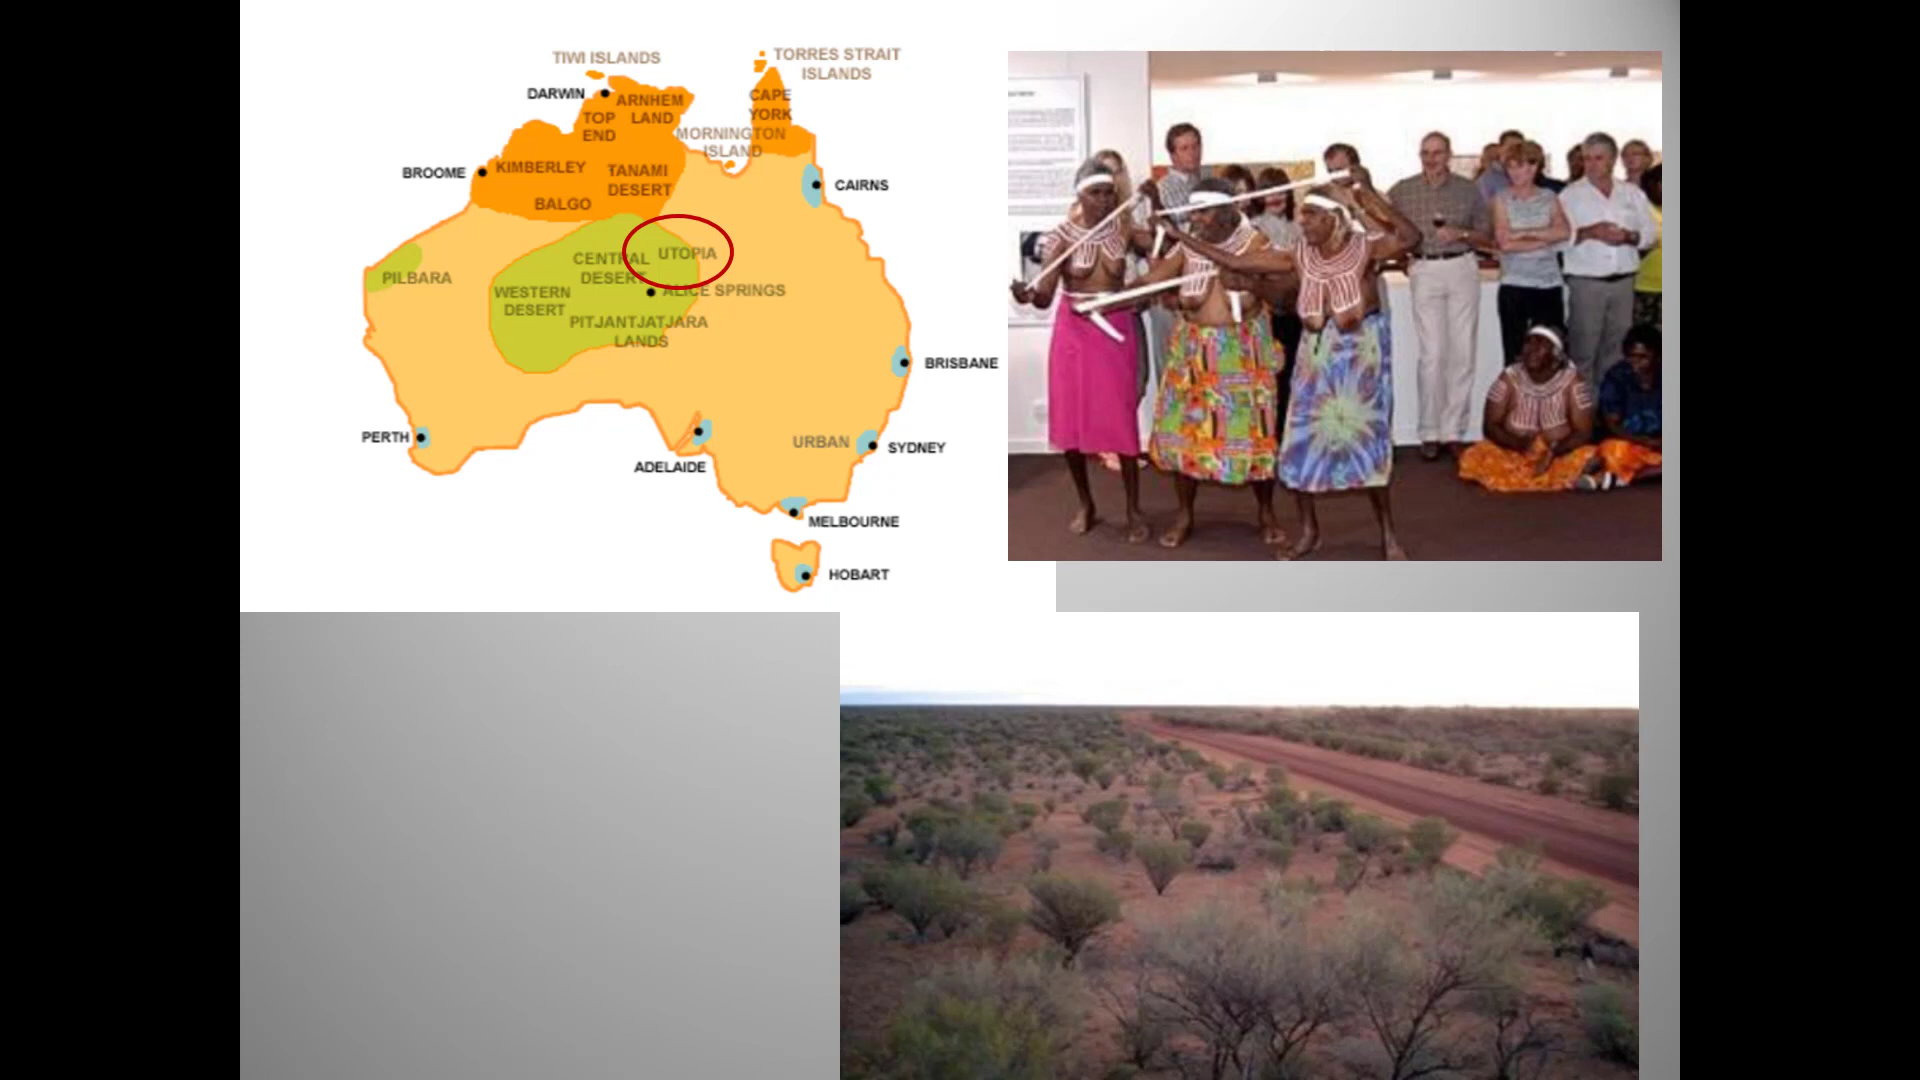 TIWI ISLANDS
TORRES STRAIT
ISLANDS
DARWIN
ARNHEM
LAND
CAPE
YORK
TOP
END
MORNINGTON
ISLAND
BROOME
KIMBERLEY
TANAMI
DESERT
BALGO
CAIRNS
UTOPIA
CENTRAL
DESERT
PILBARA
WESTERN
DESERT
ALICE SPRINGS
PITJANTJATJARA
LANDS
BRISBANE
PERTH
URBAN
SYDNEY
ADELAIDE
MELBOURNE
HOBART